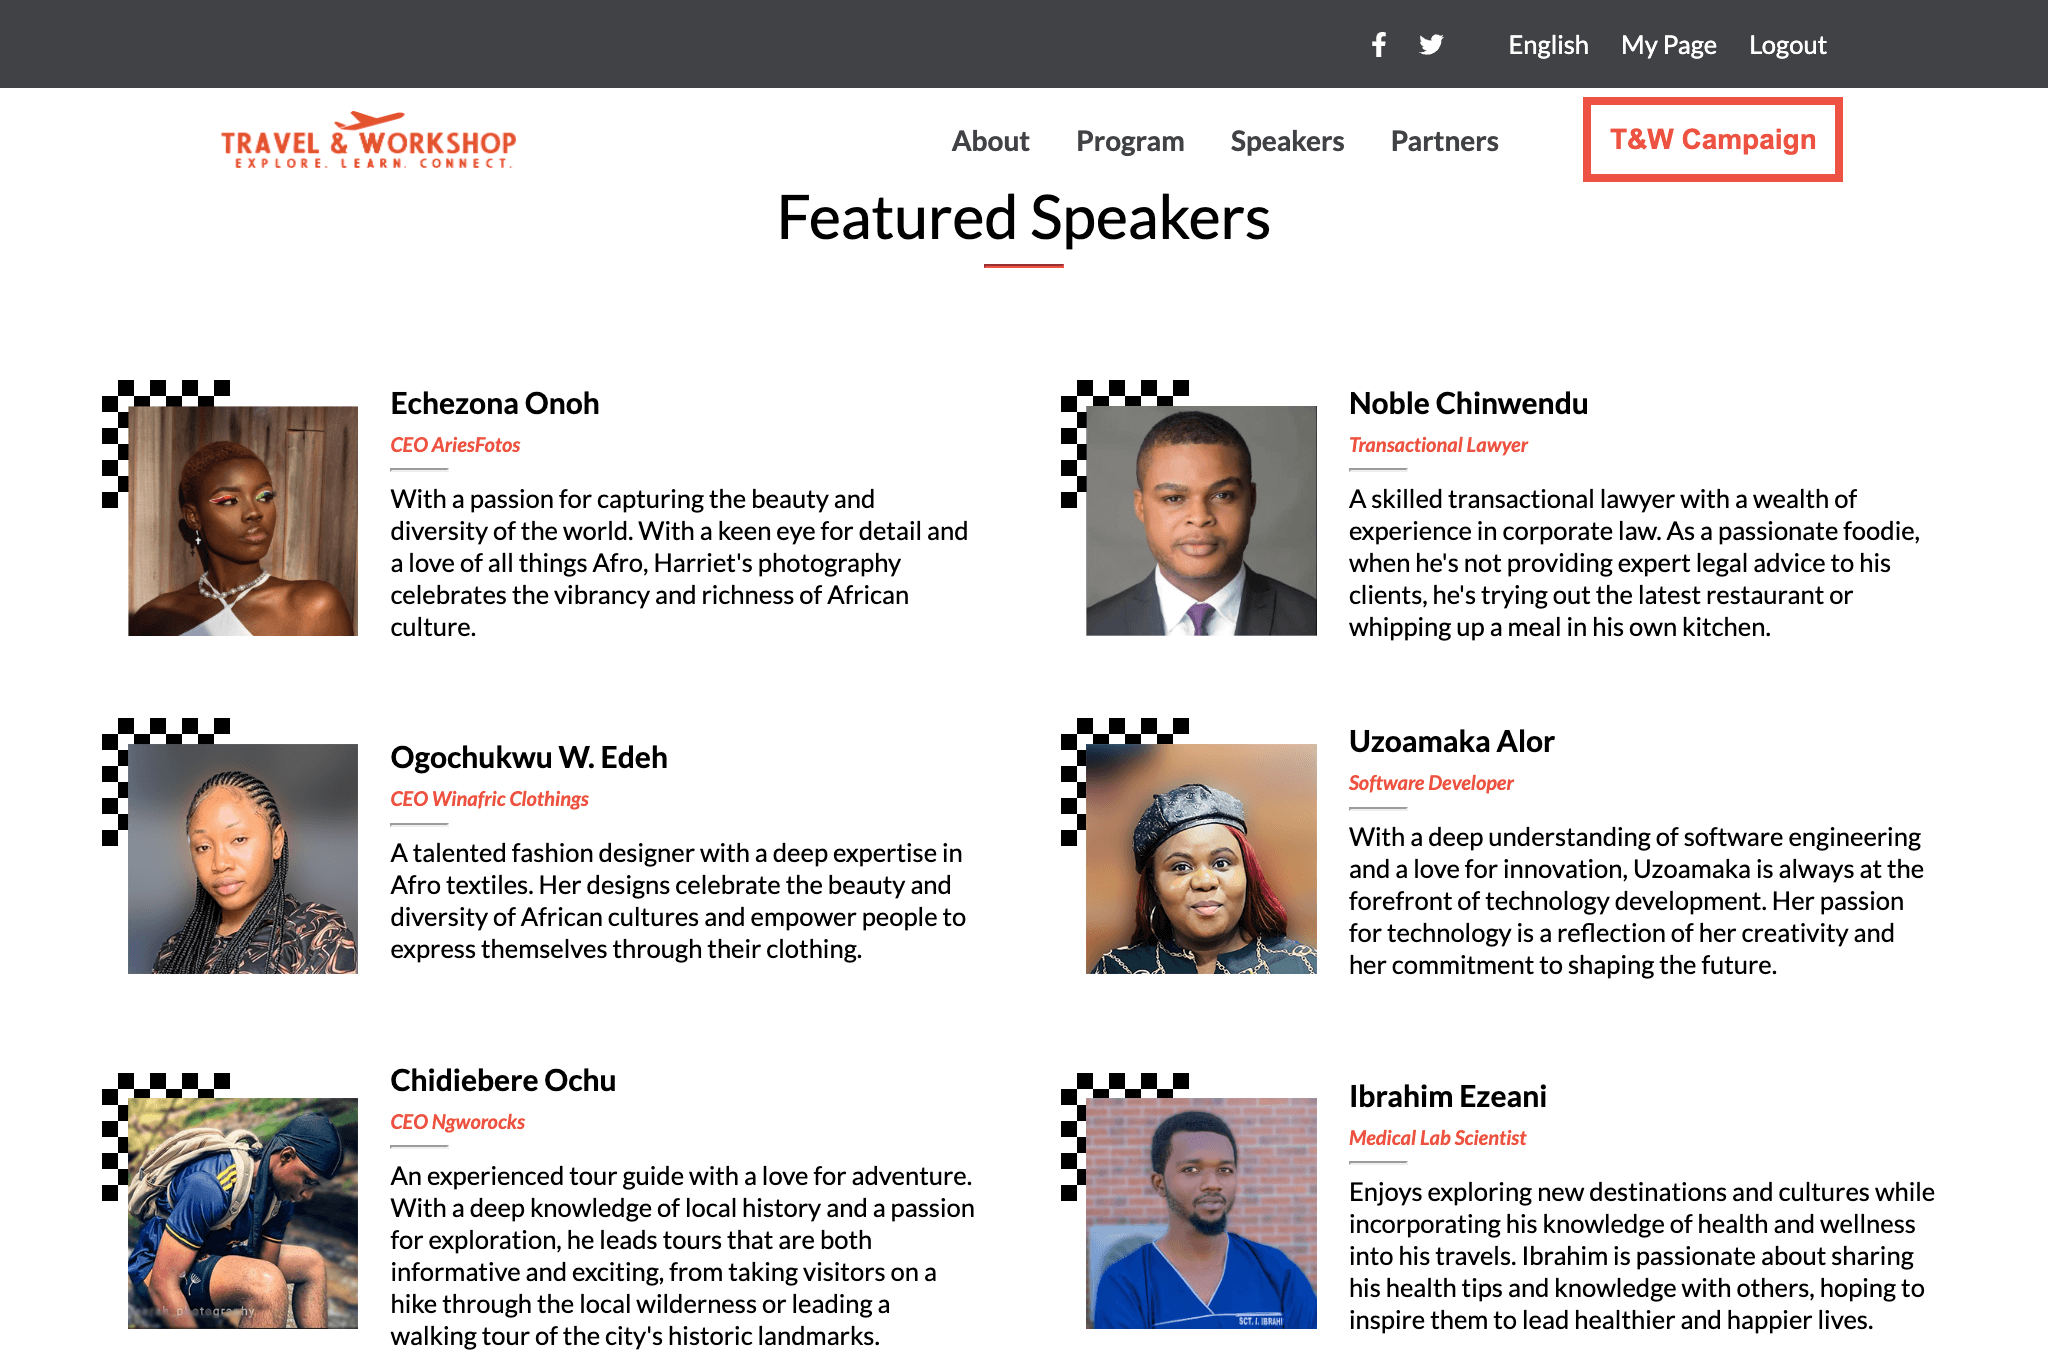 English My Page Logout
TRAVEL & WORKSHOP
EXPLORE. LEARN. CONNECT.
About Program Speakers Partners
T&W Campaign
Featured Speakers
Echezona Onoh
CEO AriesFotos
With a passion for capturing the beauty and
diversity of the world. With a keen eye for detail and
a love of all things Afro, Harriet's photography
celebrates the vibrancy and richness of African
culture.
Noble Chinwendu
Transactional Lawyer
A skilled transactional lawyer with a wealth of
experience in corporate law. As a passionate foodie,
when he's not providing expert legal advice to his
clients, he's trying out the latest restaurant or
whipping up a meal in his own kitchen.
Ogochukwu W. Edeh
CEO Winafric Clothings
A talented fashion designer with a deep expertise in
Afro textiles. Her designs celebrate the beauty and
diversity of African cultures and empower people to
express themselves through their clothing.
Uzoamaka Alor
Software Developer
With a deep understanding of software engineering
and a love for innovation, Uzoamaka is always at the
forefront of technology development. Her passion
for technology is a reflection of her creativity and
her commitment to shaping the future.
Chidiebere Ochu
CEO Ngworocks
An experienced tour guide with a love for adventure.
With a deep knowledge of local history and a passion
for exploration, he leads tours that are both
informative and exciting, from taking visitors on a
hike through the local wilderness or leading a
walking tour of the city's historic landmarks.
photography
Ibrahim Ezeani
Medical Lab Scientist
Enjoys exploring new destinations and cultures while
incorporating his knowledge of health and wellness
into his travels. Ibrahim is passionate about sharing
his health tips and knowledge with others, hoping to
inspire them to lead healthier and happier lives.
SCT. I. IBRAHI